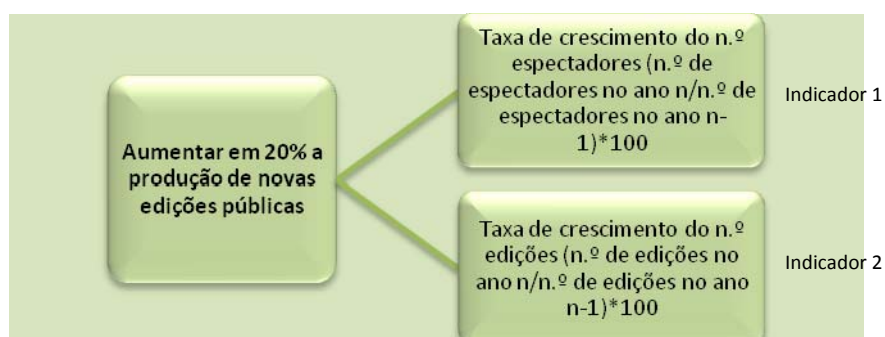 Aumentar em 20% a
produção de novas
edições públicas
Taxa de crescimento do n.º
espectadores (n.º de
espectadores no ano n/n.º de
espectadores no ano n-
1)*100
Indicador 1
Taxa de crescimento do n.º
edições (n.º de edições no
ano n/n.º de edições no ano
n-1)*100
Indicador 2